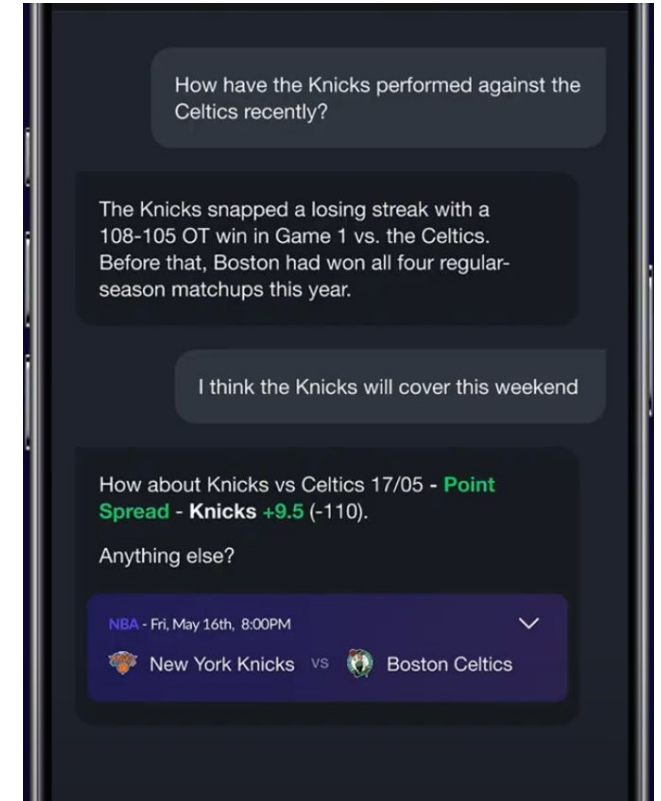 How have the Knicks performed against the
Celtics recently?
The Knicks snapped a losing streak with a
108-105 OT win in Game 1 vs. the Celtics.
Before that, Boston had won all four regular-
season matchups this year.
I think the Knicks will cover this weekend
How about Knicks vs Celtics 17/05 - Point
Spread - Knicks +9.5 (-110).
Anything else?
NBA - Fri, May 16th, 8:00PM
New York Knicks vs Boston Celtics